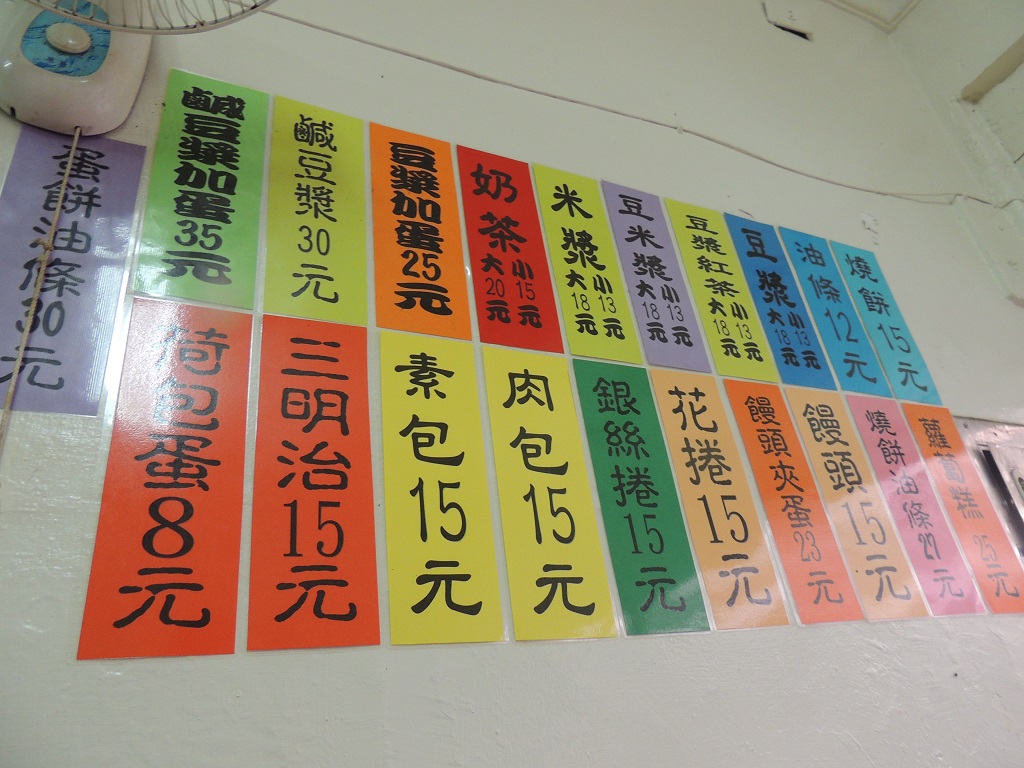 燒餅15元
油條12元
豆漿大18元小13元
豆漿紅茶大18元小13元
豆米漿大18元小13元
米漿大18元小13元
奶茶大20元小15元
豆漿加蛋25元
鹹豆漿30元
鹹豆漿加蛋35元
蛋餅油條30元
蘿蔔糕25元
燒餅油條27元
饅頭15元
饅頭夾蛋23元
花捲15元
銀絲捲15元
肉包15元
素包15元
三明治15元
荷包蛋8元